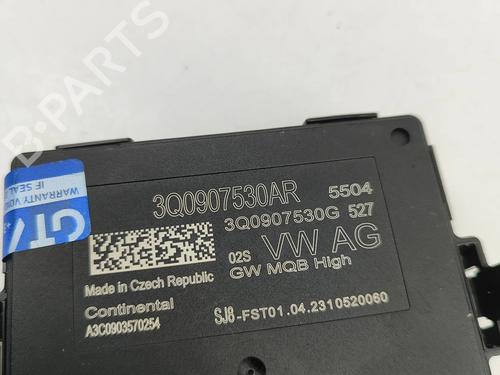 B-PARTS
WARRANTY VOID
IF SEAL
GTA
3Q0907530AR 5504
3Q0907530G 527
02S VW AG
GW MQB High
Made in Czech Republic
Continental
A3C0903570254
SJ8-FST01.04.2310520060